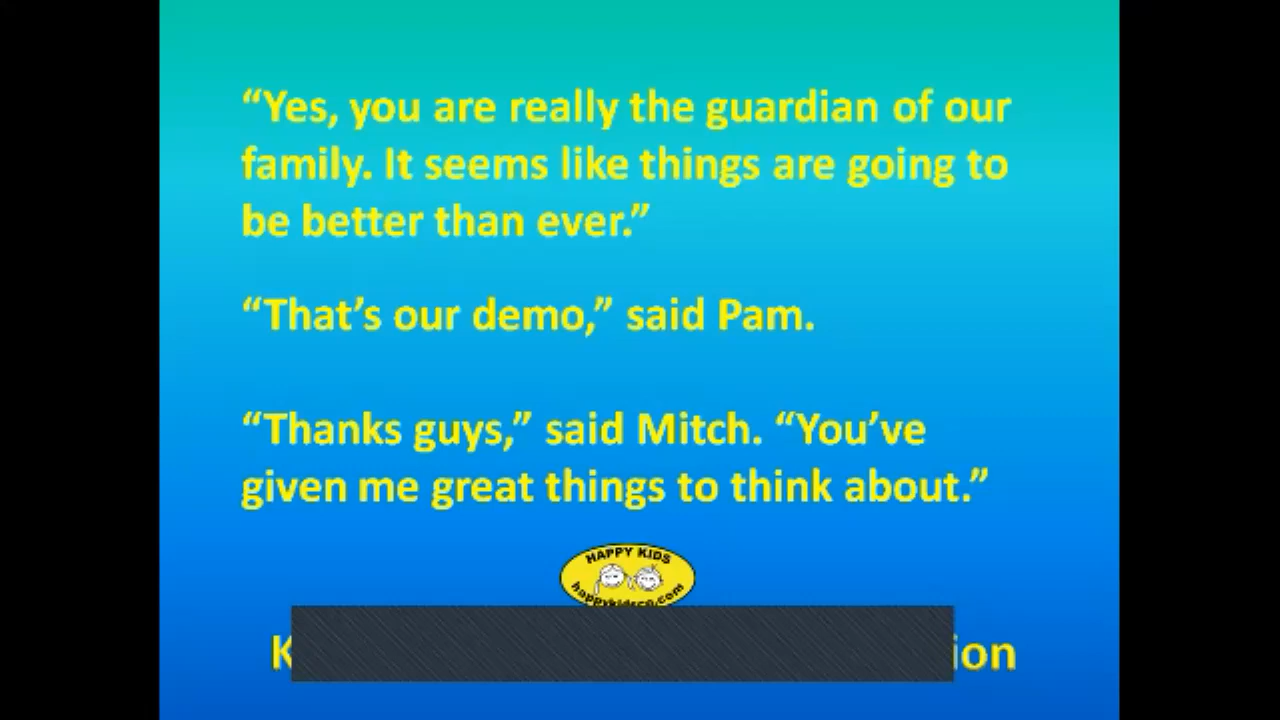 “Yes, you are really the guardian of our
family. It seems like things are going to
be better than ever.”
“That’s our demo,” said Pam.
“Thanks guys,” said Mitch. “You’ve
given me great things to think about.”
HAPPY KIDS